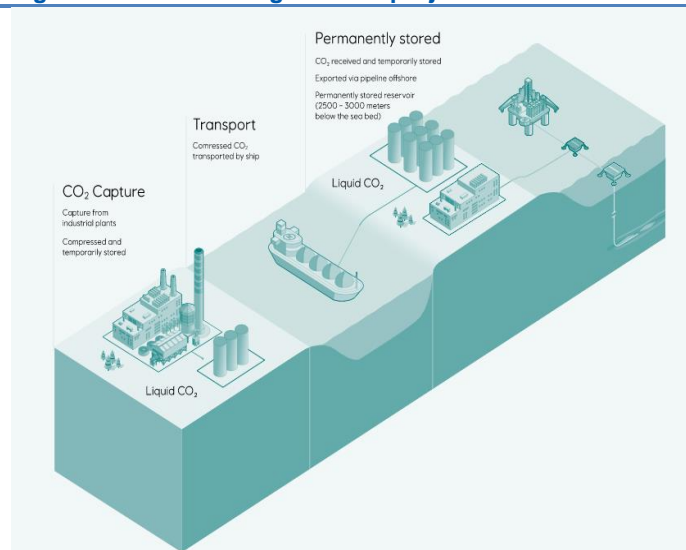 Permanently stored
CO₂ received and temporarily stored
Exported via pipeline offshore
Permanently stored reservoir
(2500 – 3000 meters
below the sea bed)
Transport
Comressed CO₂
transported by ship
Liquid CO₂
CO₂ Capture
Capture from
industrial plants
Compressed and
temporarily stored
Liquid CO₂